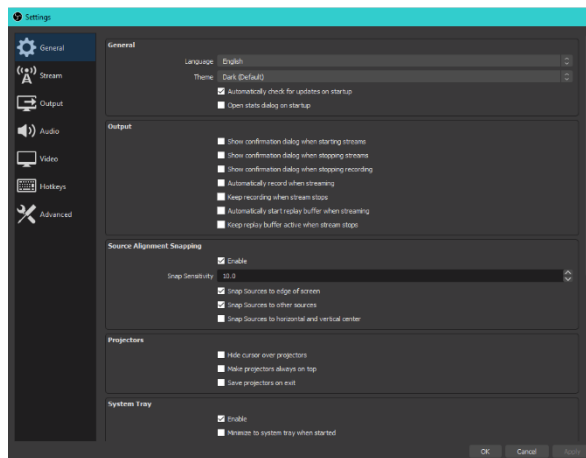 Settings
General
Stream
Output
Audio
Video
Hotkeys
Advanced
General
Language English
Theme Dark (Default)
Automatically check for updates on startup
Open stats dialog on startup
Output
Show confirmation dialog when starting streams
Show confirmation dialog when stopping streams
Show confirmation dialog when stopping recording
Automatically record when streaming
Keep recording when stream stops
Automatically start replay buffer when streaming
Keep replay buffer active when stream stops
Source Alignment Snapping
Enable
Snap Sensitivity 10.0
Snap Sources to edge of screen
Snap Sources to other sources
Snap Sources to horizontal and vertical center
Projectors
Hide cursor over projectors
Make projectors always on top
Save projectors on exit
System Tray
Enable
Minimize to system tray when started
OK Cancel Apply